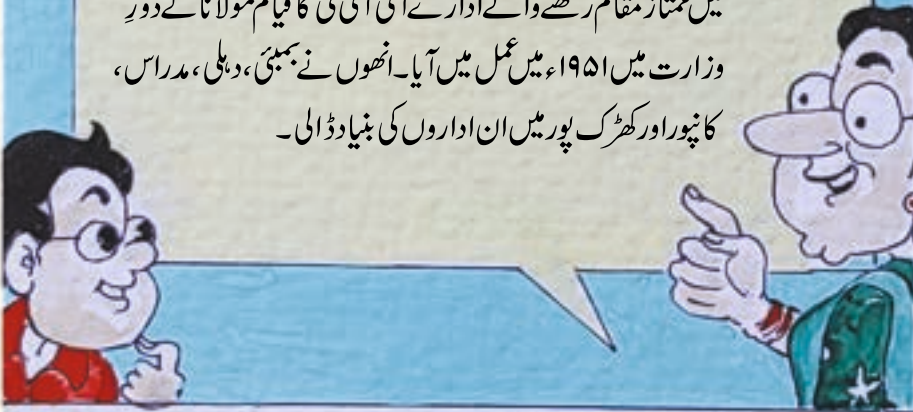 میں ممتاز مقام رکھنے والے ادارے آئی آئی ٹی کا قیام مولانا کے دورِ
وزارت میں ۱۹۵۱ء میں عمل میں آیا۔ انھوں نے بمبئی، دہلی، مدراس،
کانپور اور کھڑک پور میں ان اداروں کی بنیاد ڈالی۔